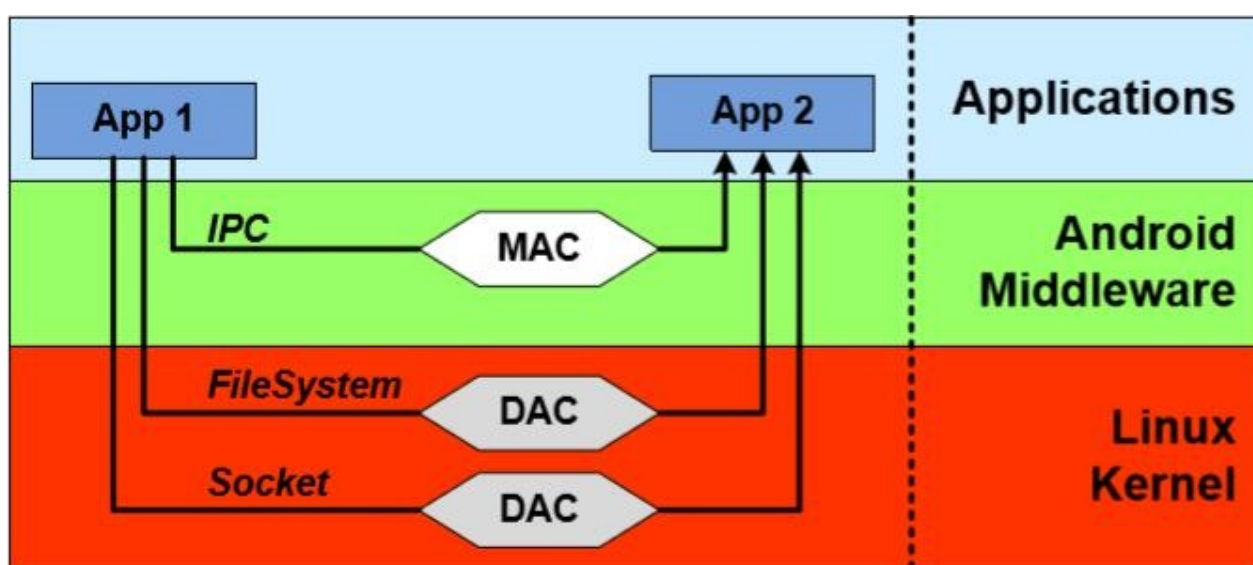 App 1
App 2
Applications
IPC
MAC
Android
Middleware
FileSystem
DAC
Linux
Kernel
Socket
DAC